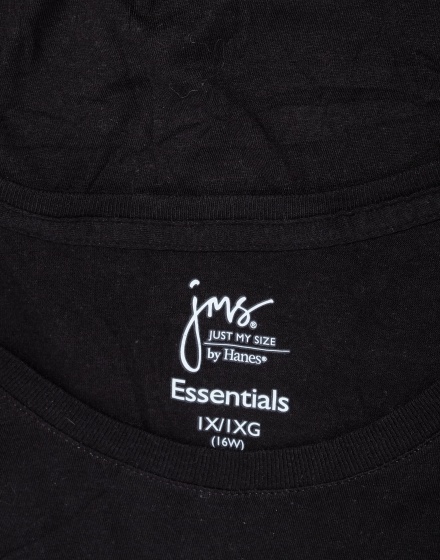 jms®
JUST MY SIZE
by Hanes®
Essentials
1X/1XG
(16W)